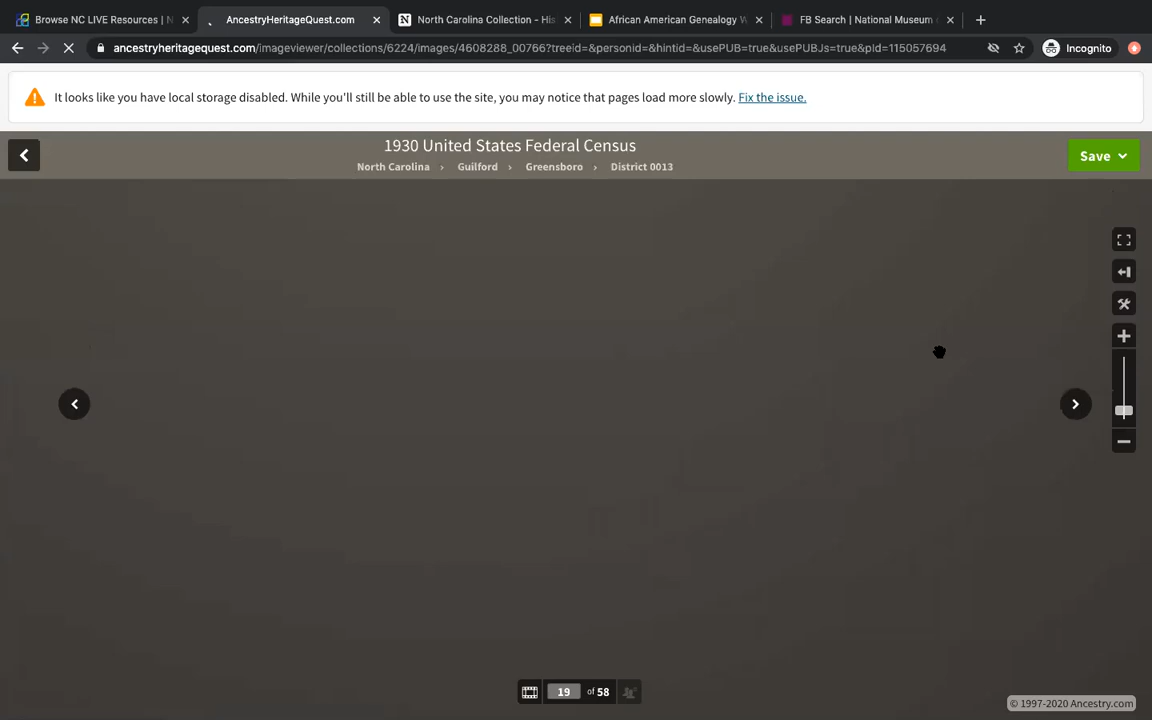 Browse NC LIVE Resources | N
AncestryHeritageQuest.com
North Carolina Collection - His
African American Genealogy W
FB Search | National Museum
ancestryheritagequest.com/imageviewer/collections/6224/images/4608288_00766?treeid=&personid=&hintid=&usePUB=true&usePUBJs=true&pId=115057694
Incognito
It looks like you have local storage disabled. While you'll still be able to use the site, you may notice that pages load more slowly. Fix the issue.
1930 United States Federal Census
North Carolina › Guilford › Greensboro › District 0013
Save
19 of 58
© 1997-2020 Ancestry.com